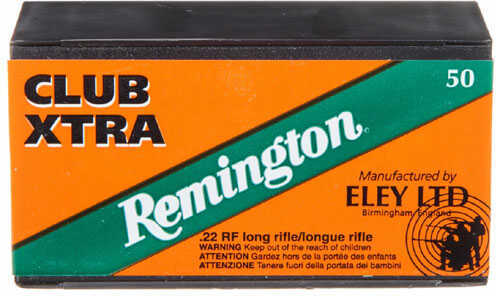 CLUB
XTRA
50
Remington.
Manufactured by
ELEY LTD
Birmingham, England
.22 RF long rifle/longue rifle
WARNING Keep out of the reach of children
ATTENTION Gardez hors de la portée des enfants
ATTENZIONE Tenere fuori della portata dei bambini